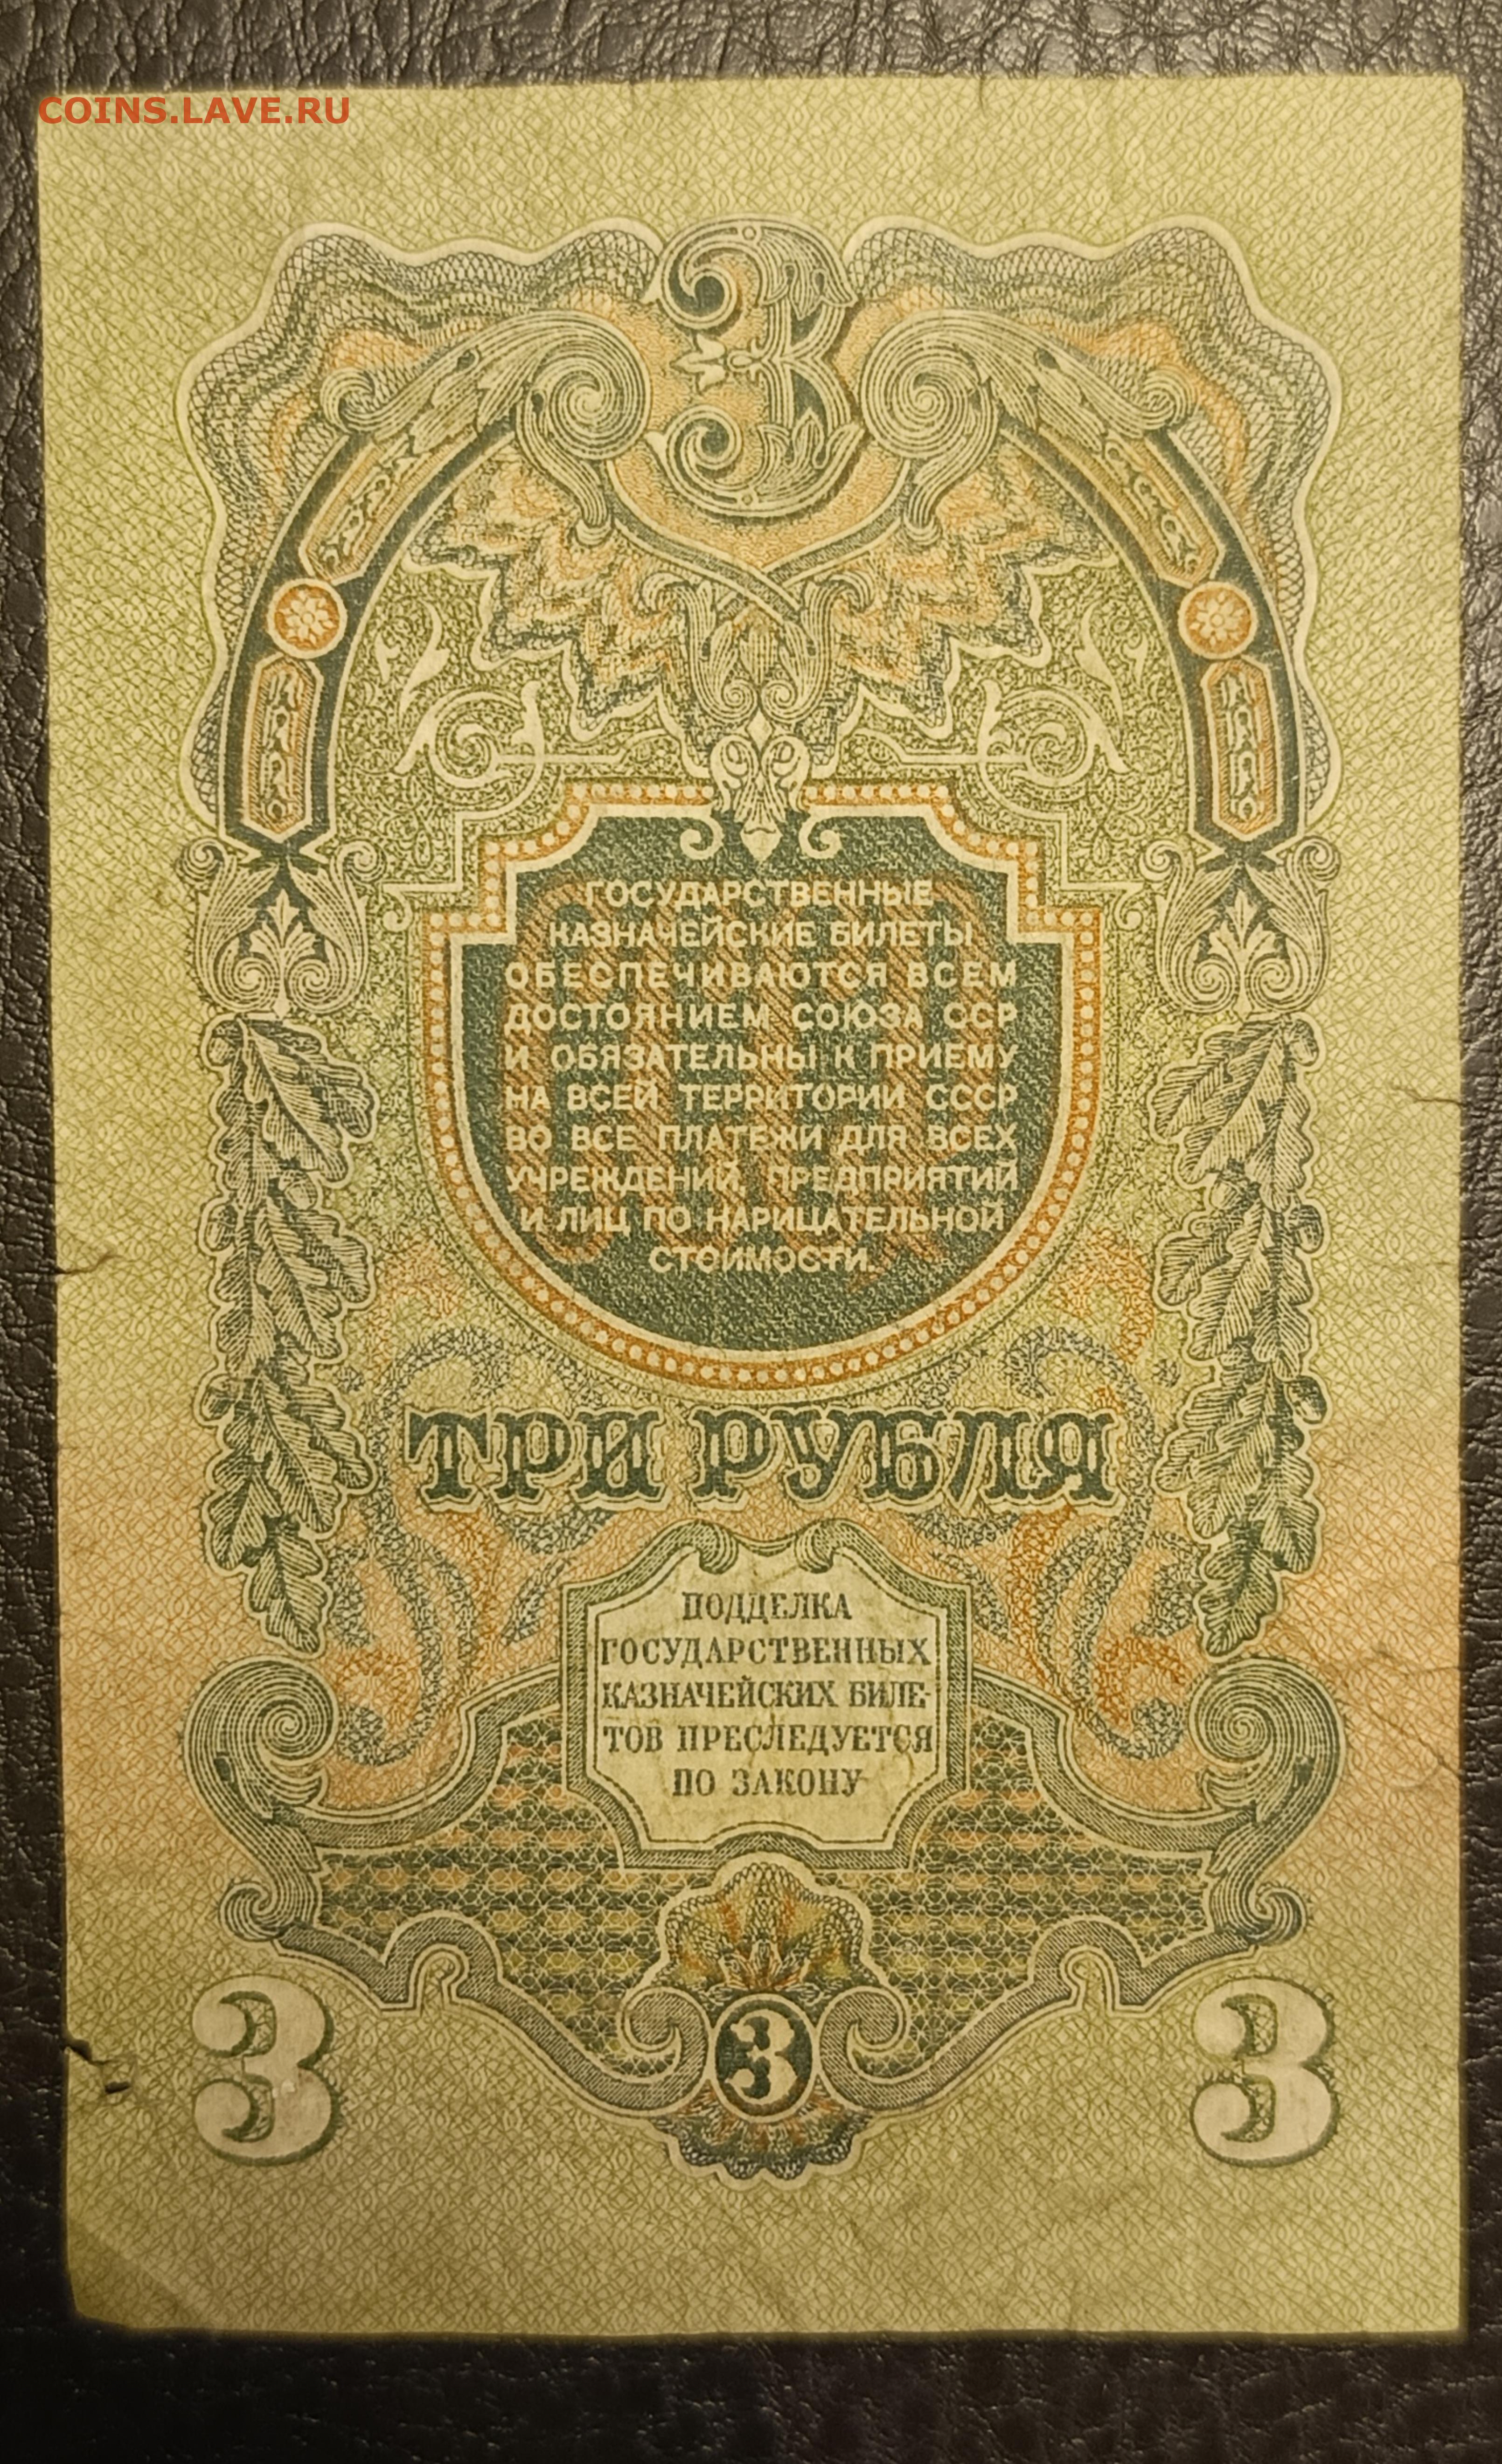 COINS.LAVE.RU
3
ГОСУДАРСТВЕННЫЕ
КАЗНАЧЕЙСКИЕ БИЛЕТЫ
ОБЕСПЕЧИВАЮТСЯ ВСЕМ
ДОСТОЯНИЕМ СОЮЗА ССР
И ОБЯЗАТЕЛЬНЫ К ПРИЕМУ
НА ВСЕЙ ТЕРРИТОРИИ СССР
ВО ВСЕ ПЛАТЕЖИ ДЛЯ ВСЕХ
УЧРЕЖДЕНИЙ, ПРЕДПРИЯТИЙ
И ЛИЦ ПО НАРИЦАТЕЛЬНОЙ
СТОИМОСТИ.
ТРИ РУБЛЯ
ПОДДЕЛКА
ГОСУДАРСТВЕННЫХ
КАЗНАЧЕЙСКИХ БИЛЕ-
ТОВ ПРЕСЛЕДУЕТСЯ
ПО ЗАКОНУ
3 3 3